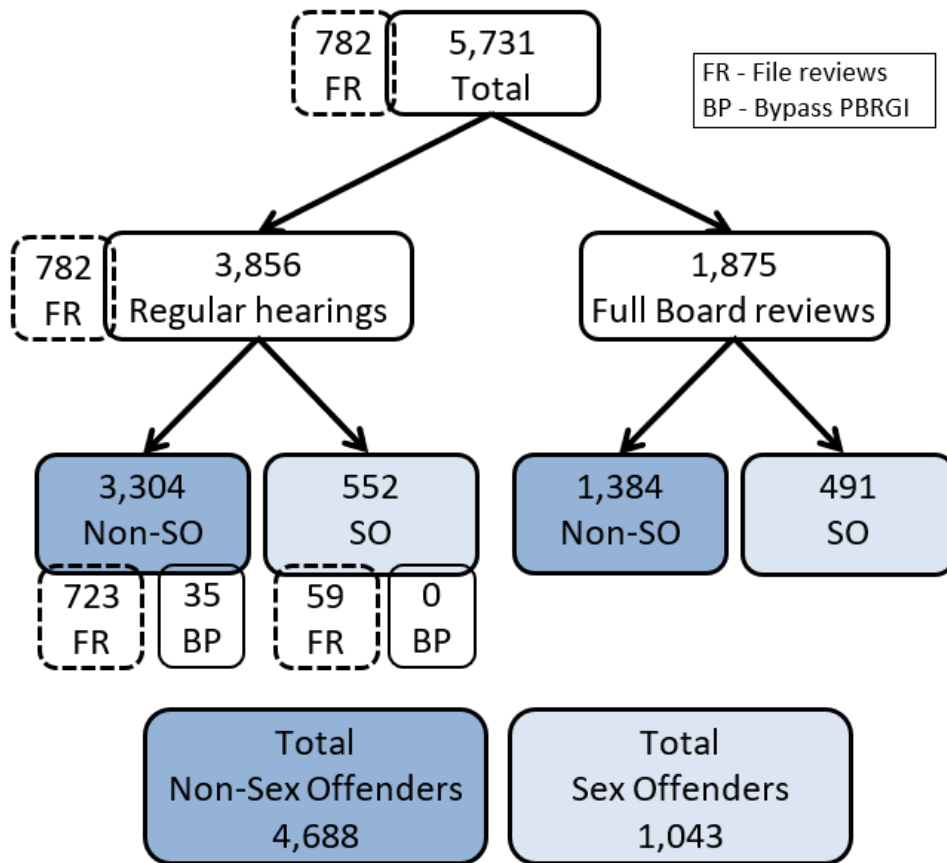 782
FR
5,731
Total
FR - File reviews
BP - Bypass PBRGI
782
FR
3,856
Regular hearings
1,875
Full Board reviews
3,304
Non-SO
552
SO
1,384
Non-SO
491
SO
723
FR
35
BP
59
FR
0
BP
Total
Non-Sex Offenders
4,688
Total
Sex Offenders
1,043